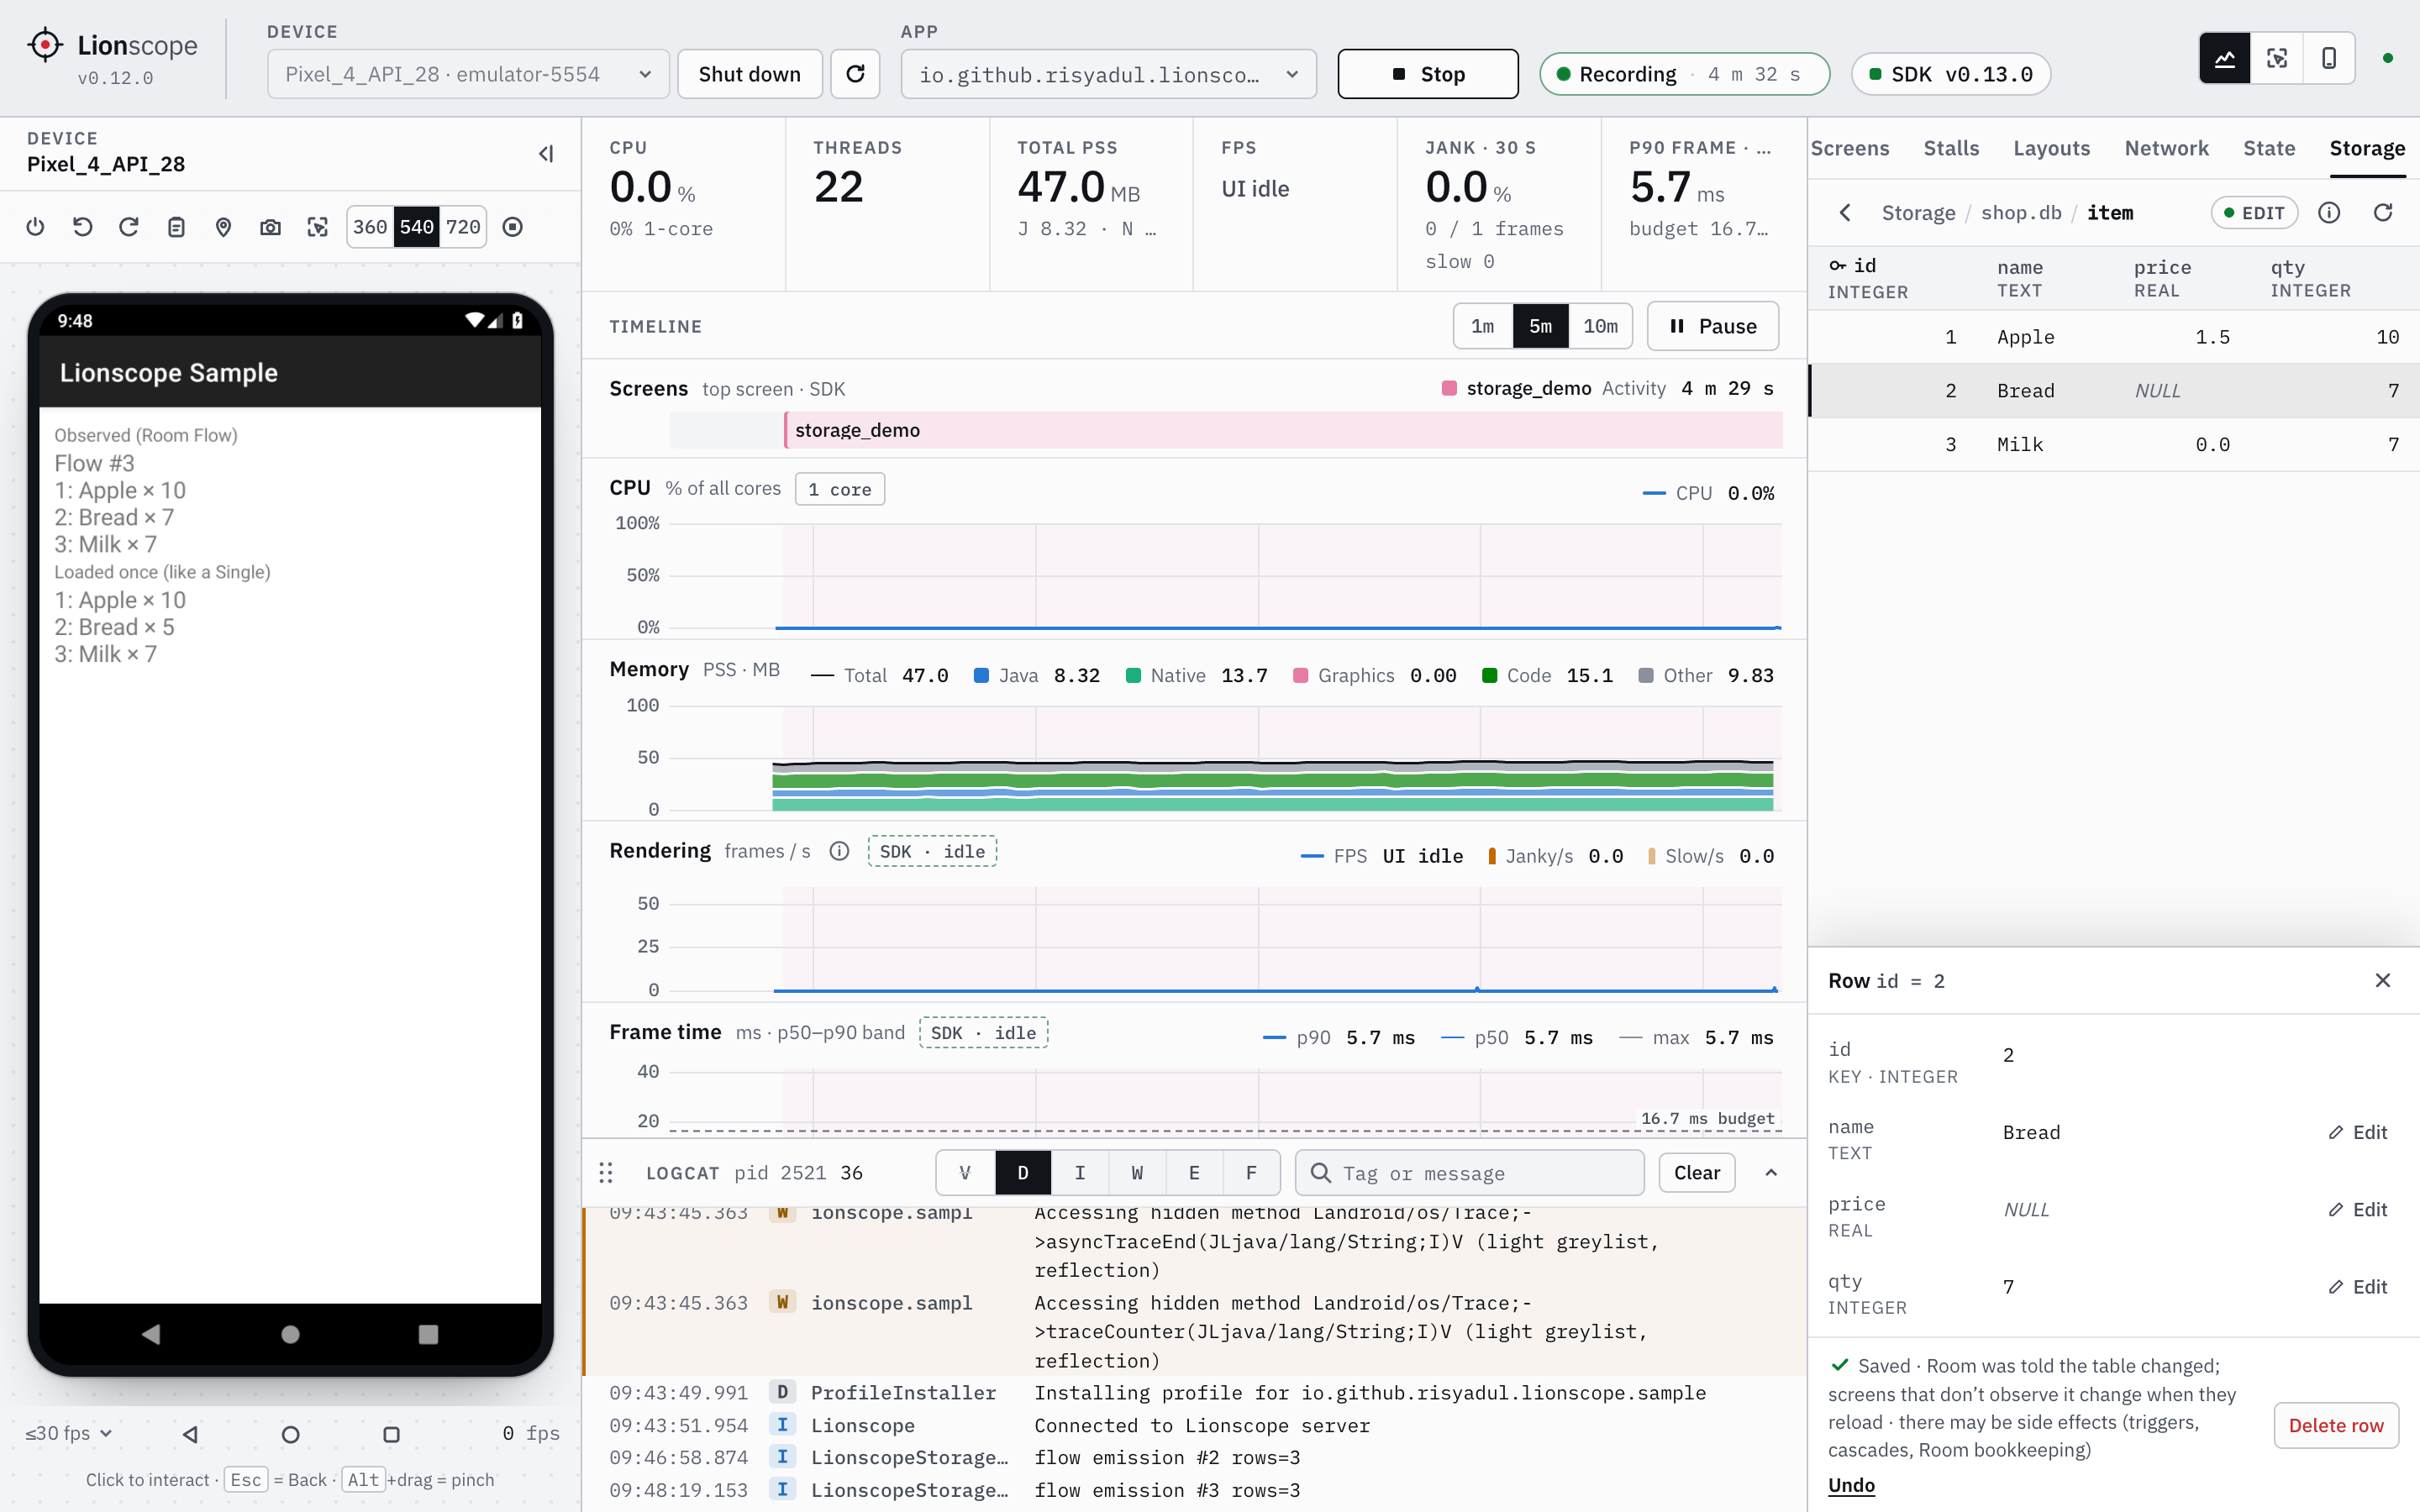 Lionscope
v0.12.0
DEVICE
Pixel_4_API_28 · emulator-5554
Shut down
APP
io.github.risyadul.lionsco…
Stop
Recording · 4 m 32 s
SDK v0.13.0
DEVICE
Pixel_4_API_28
360 540 720
9:48
Lionscope Sample
Observed (Room Flow)
Flow #3
1: Apple × 10
2: Bread × 7
3: Milk × 7
Loaded once (like a Single)
1: Apple × 10
2: Bread × 5
3: Milk × 7
≤30 fps
0 fps
Click to interact · Esc = Back · Alt +drag = pinch
CPU
0.0 %
0% 1-core
THREADS
22
TOTAL PSS
47.0 MB
J 8.32 · N …
FPS
UI idle
JANK · 30 S
0.0 %
0 / 1 frames
slow 0
P90 FRAME · …
5.7 ms
budget 16.7…
TIMELINE
1m 5m 10m
Pause
Screens top screen · SDK
storage_demo Activity 4 m 29 s
storage_demo
CPU % of all cores 1 core
CPU 0.0%
100%
50%
0%
Memory PSS · MB
Total 47.0 Java 8.32 Native 13.7 Graphics 0.00 Code 15.1 Other 9.83
100
50
0
Rendering frames / s SDK · idle
FPS UI idle Janky/s 0.0 Slow/s 0.0
50
25
0
Frame time ms · p50–p90 band SDK · idle
p90 5.7 ms p50 5.7 ms max 5.7 ms
40
20
16.7 ms budget
LOGCAT pid 2521 36
V D I W E F
Tag or message
Clear
09:43:45.363 W ionscope.sampl Accessing hidden method Landroid/os/Trace;-
>asyncTraceEnd(JLjava/lang/String;I)V (light greylist,
reflection)
09:43:45.363 W ionscope.sampl Accessing hidden method Landroid/os/Trace;-
>traceCounter(JLjava/lang/String;I)V (light greylist,
reflection)
09:43:49.991 D ProfileInstaller Installing profile for io.github.risyadul.lionscope.sample
09:43:51.954 I Lionscope Connected to Lionscope server
09:46:58.874 I LionscopeStorage… flow emission #2 rows=3
09:48:19.153 I LionscopeStorage… flow emission #3 rows=3
Screens Stalls Layouts Network State Storage
Storage / shop.db / item
EDIT
id name price qty
INTEGER TEXT REAL INTEGER
1 Apple 1.5 10
2 Bread NULL 7
3 Milk 0.0 7
Row id = 2
id
KEY · INTEGER
2
name
TEXT
Bread
Edit
price
REAL
NULL
Edit
qty
INTEGER
7
Edit
Saved · Room was told the table changed;
screens that don’t observe it change when they
reload · there may be side effects (triggers,
cascades, Room bookkeeping)
Undo
Delete row